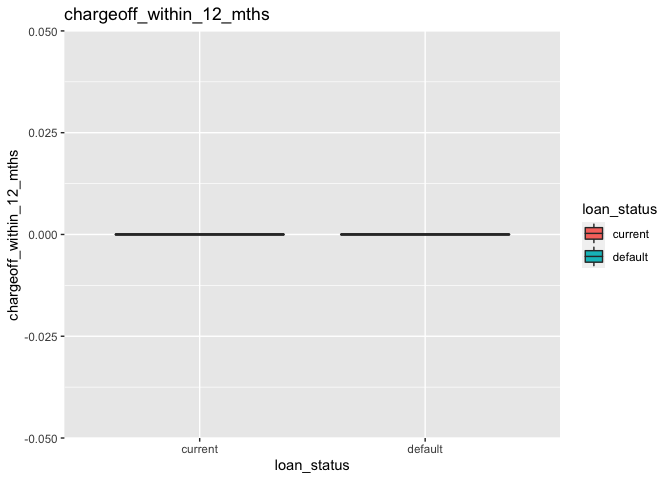 chargeoff_within_12_mths
0.050
0.025
0.000
-0.025
-0.050
chargeoff_within_12_mths
current
default
loan_status
loan_status
current
default